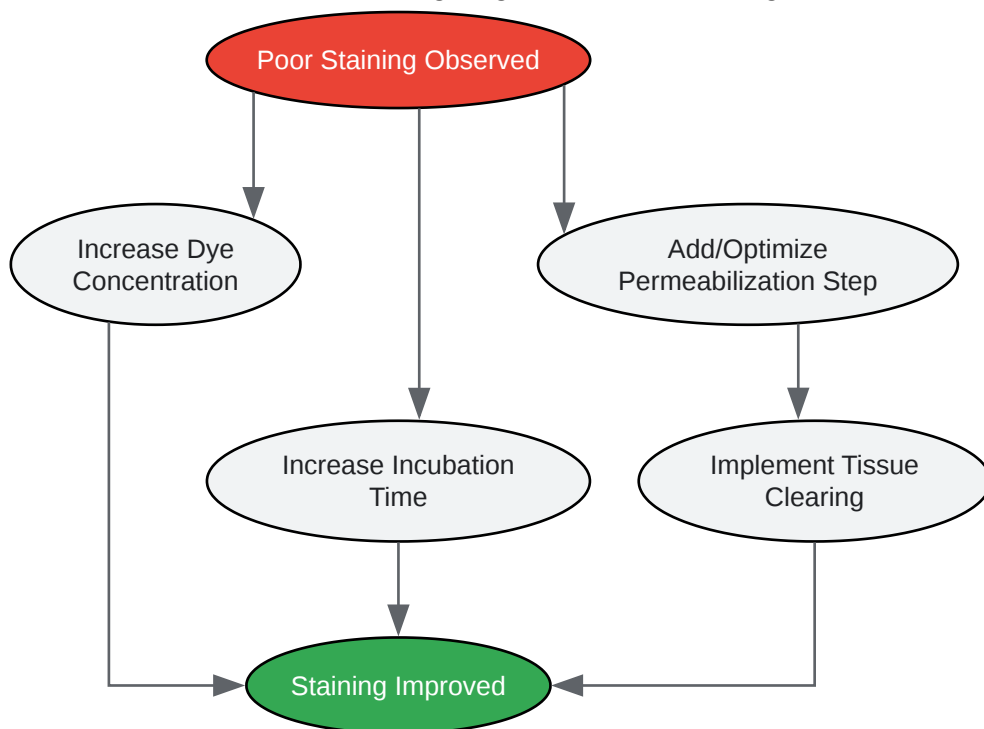 Poor Staining Observed
Increase Dye
Concentration
Add/Optimize
Permeabilization Step
Increase Incubation
Time
Implement Tissue
Clearing
Staining Improved